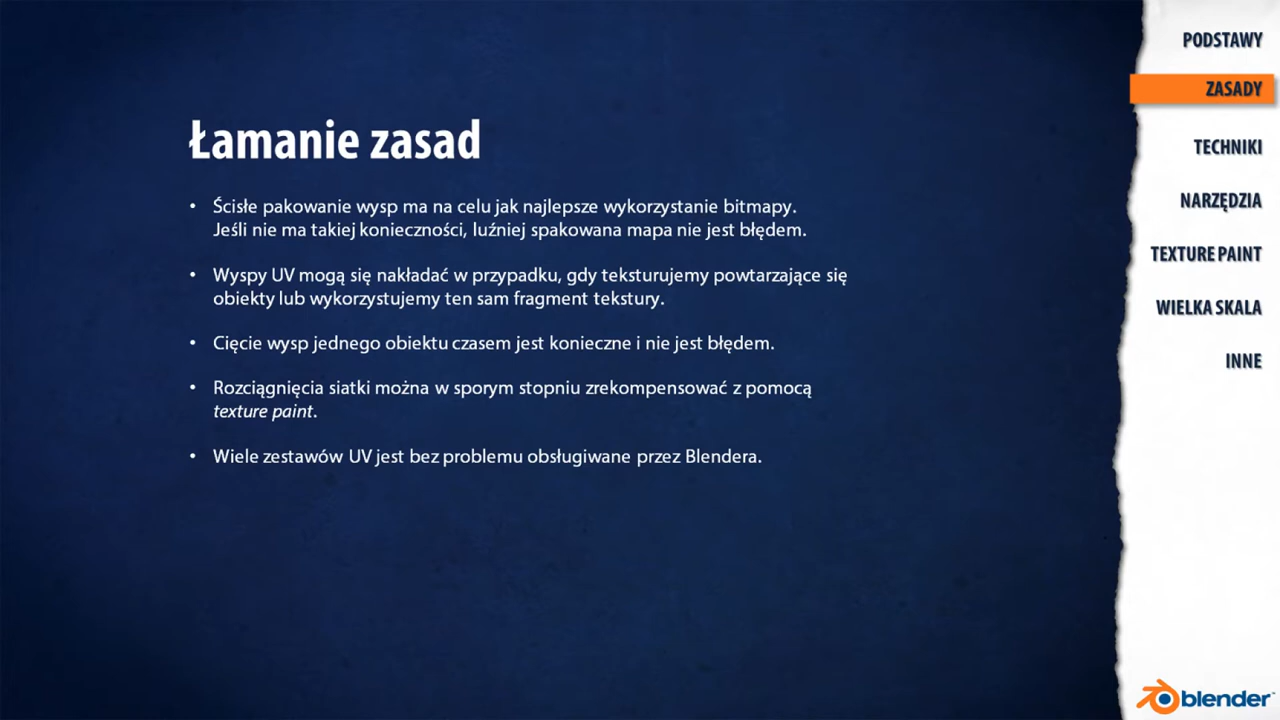 Łamanie zasad
• Ścisłe pakowanie wysp ma na celu jak najlepsze wykorzystanie bitmapy.
Jeśli nie ma takiej konieczności, luźniej spakowana mapa nie jest błędem.
• Wyspy UV mogą się nakładać w przypadku, gdy teksturujemy powtarzające się
obiekty lub wykorzystujemy ten sam fragment tekstury.
• Cięcie wysp jednego obiektu czasem jest konieczne i nie jest błędem.
• Rozciągnięcia siatki można w sporym stopniu zrekompensować z pomocą
texture paint.
• Wiele zestawów UV jest bez problemu obsługiwane przez Blendera.
PODSTAWY
ZASADY
TECHNIKI
NARZĘDZIA
TEXTURE PAINT
WIELKA SKALA
INNE
blender